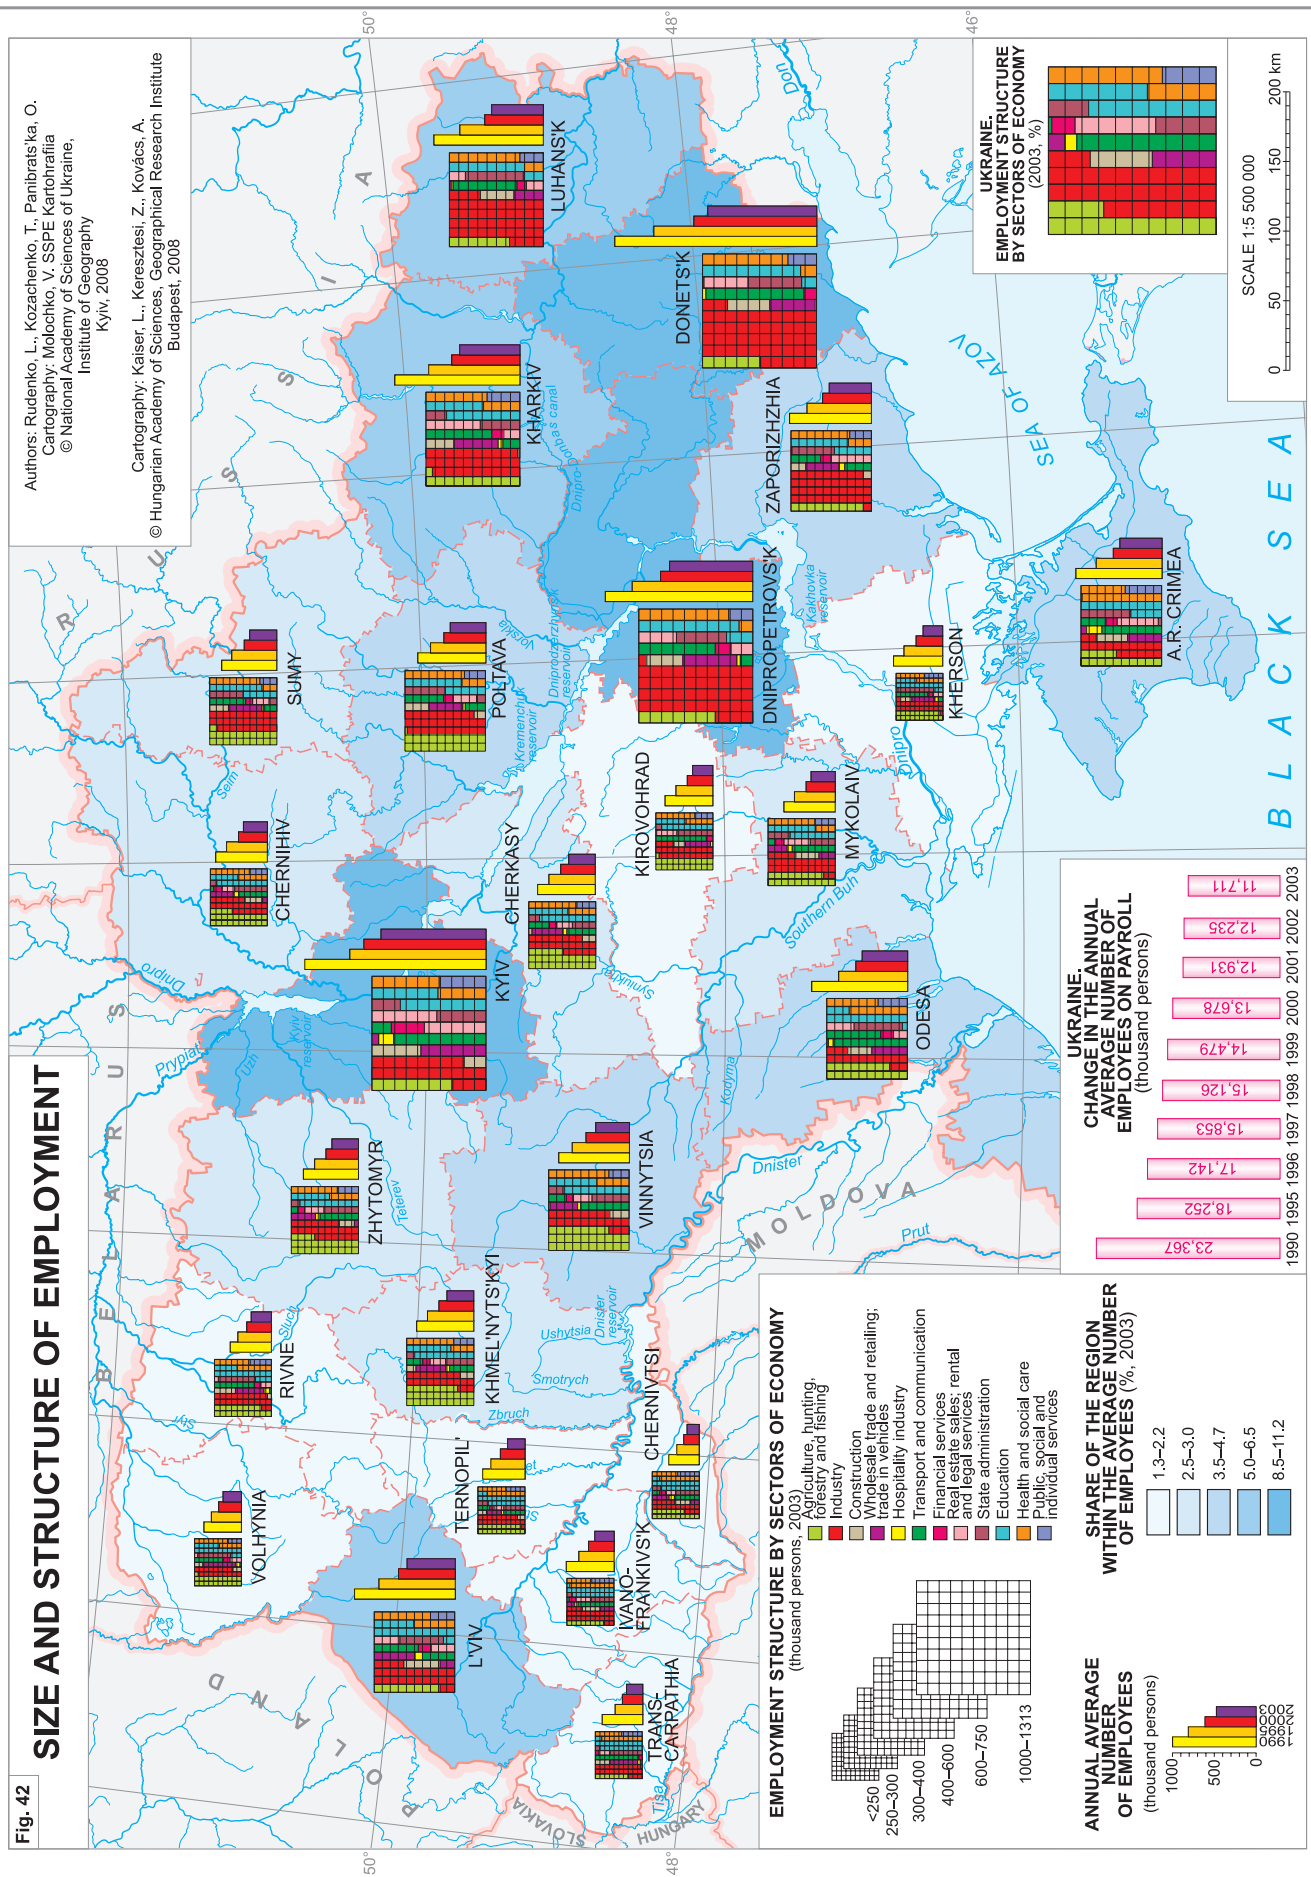 Fig. 42
SIZE AND STRUCTURE OF EMPLOYMENT
Authors: Rudenko, L., Kozachenko, T., Panibrats'ka, O.
Cartography: Molochko, V. SSPE Kartohrafiia
© National Academy of Sciences of Ukraine,
Institute of Geography
Kyiv, 2008
Cartography: Kaiser, L., Keresztesi, Z., Kovács, A.
© Hungarian Academy of Sciences, Geographical Research Institute
Budapest, 2008
50°
48°
46°
50°
48°
POLAND
BELARUS
RUSSIA
SLOVAKIA
HUNGARY
MOLDOVA
BLACK SEA
SEA OF AZOV
VOLHYNIA
RIVNE
ZHYTOMYR
CHERNIHIV
SUMY
L'VIV
TERNOPIL'
KHMEL'NYTS'KYI
KYIV
POLTAVA
KHARKIV
LUHANS'K
TRANS-
CARPATHIA
IVANO-
FRANKIVS'K
CHERNIVTSI
VINNYTSIA
CHERKASY
KIROVOHRAD
DNIPROPETROVS'K
DONETS'K
ZAPORIZHZHIA
ODESA
MYKOLAIV
KHERSON
A.R. CRIMEA
Prypiat'
Dnipro
Uzh
Kyiv
reservoir
Seim
Styr
Sluch
Teterev
Zbruch
Smotrych
Ushytsia
Dnister
reservoir
Dnister
Prut
Tisa
Kodyma
Syniukha
Southern Buh
Kremenchuk
reservoir
Dniprodzerzhyns'k
reservoir
Vorskla
Dnipro-Donbas canal
Kakhovka
reservoir
Dnipro
Don
UKRAINE.
EMPLOYMENT STRUCTURE
BY SECTORS OF ECONOMY
(2003, %)
SCALE 1:5 500 000
0 50 100 150 200 km
EMPLOYMENT STRUCTURE BY SECTORS OF ECONOMY
(thousand persons, 2003)
<250
250–300
300–400
400–600
600–750
1000–1313
Agriculture, hunting,
forestry and fishing
Industry
Construction
Wholesale trade and retailing;
trade in vehicles
Hospitality industry
Transport and communication
Financial services
Real estate sales; rental
and legal services
State administration
Education
Health and social care
Public, social and
individual services
ANNUAL AVERAGE
NUMBER
OF EMPLOYEES
(thousand persons)
1000
500
0
1990
1995
2000
2003
SHARE OF THE REGION
WITHIN THE AVERAGE NUMBER
OF EMPLOYEES (%, 2003)
1.3–2.2
2.5–3.0
3.5–4.7
5.0–6.5
8.5–11.2
UKRAINE.
CHANGE IN THE ANNUAL
AVERAGE NUMBER OF
EMPLOYEES ON PAYROLL
(thousand persons)
23,367 18,252 17,142 15,853 15,126 14,479 13,678 12,931 12,235 11,711
1990 1995 1996 1997 1998 1999 2000 2001 2002 2003